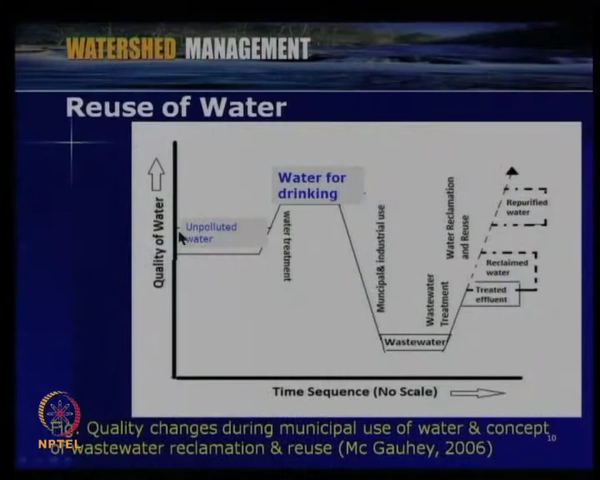 WATERSHED MANAGEMENT
Reuse of Water
Quality of Water
Unpolluted
water
water treatment
Water for
drinking
Muncipal& industrial use
Wastewater
Wastewater
Treatment
Water Reclamation
and Reuse
Repurified
water
Reclaimed
water
Treated
effluent
Time Sequence (No Scale)
Fig. Quality changes during municipal use of water & concept
of wastewater reclamation & reuse (Mc Gauhey, 2006)
NPTEL
10